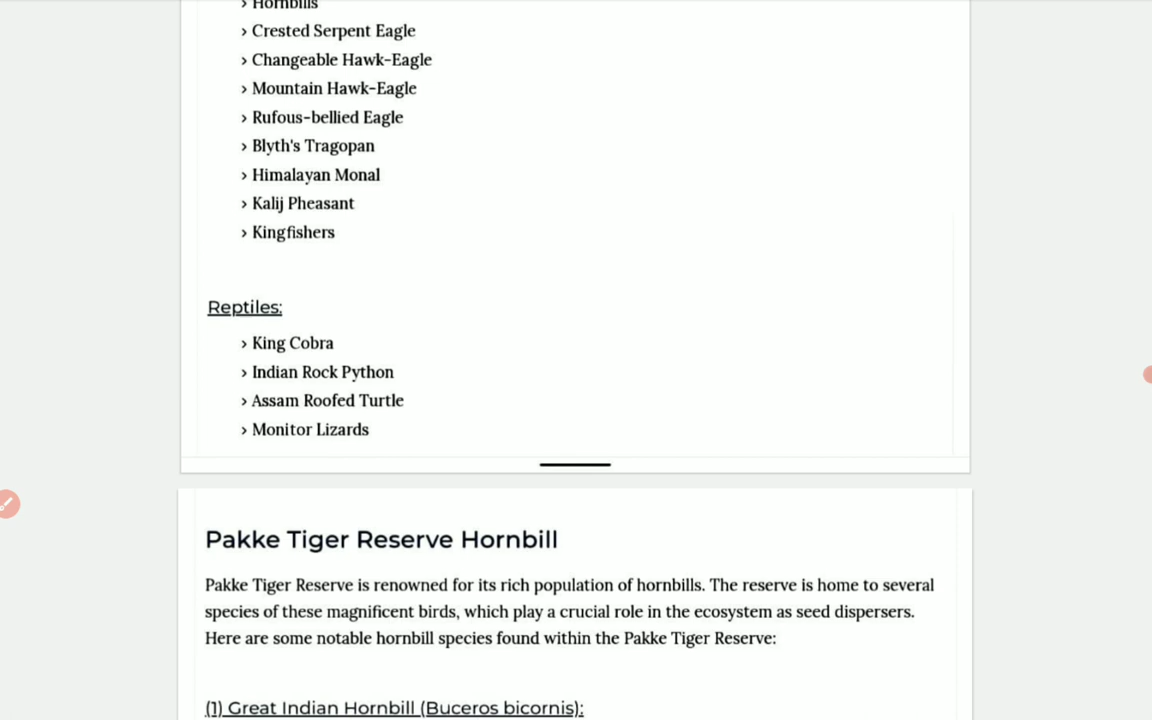 › Hornbills
› Crested Serpent Eagle
› Changeable Hawk-Eagle
› Mountain Hawk-Eagle
› Rufous-bellied Eagle
› Blyth's Tragopan
› Himalayan Monal
› Kalij Pheasant
› Kingfishers
Reptiles:
› King Cobra
› Indian Rock Python
› Assam Roofed Turtle
› Monitor Lizards
Pakke Tiger Reserve Hornbill
Pakke Tiger Reserve is renowned for its rich population of hornbills. The reserve is home to several
species of these magnificent birds, which play a crucial role in the ecosystem as seed dispersers.
Here are some notable hornbill species found within the Pakke Tiger Reserve:
(1) Great Indian Hornbill (Buceros bicornis):